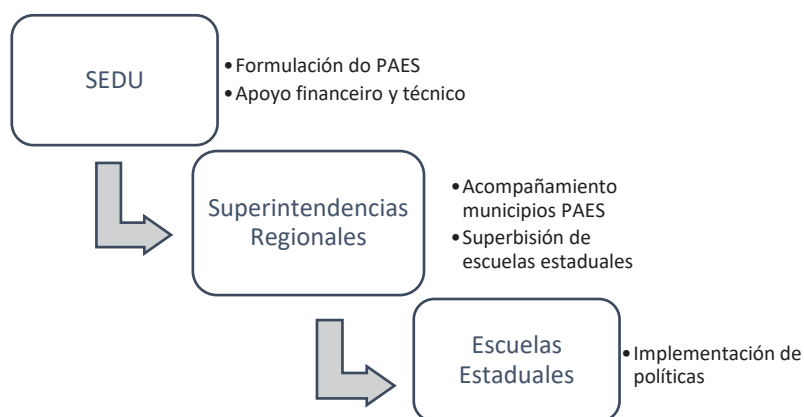 SEDU
•Formulación do PAES
•Apoyo financeiro y técnico
Superintendencias
Regionales
•Acompañamiento
municipios PAES
•Superbisión de
escuelas estaduales
Escuelas
Estaduales
•Implementación de
políticas